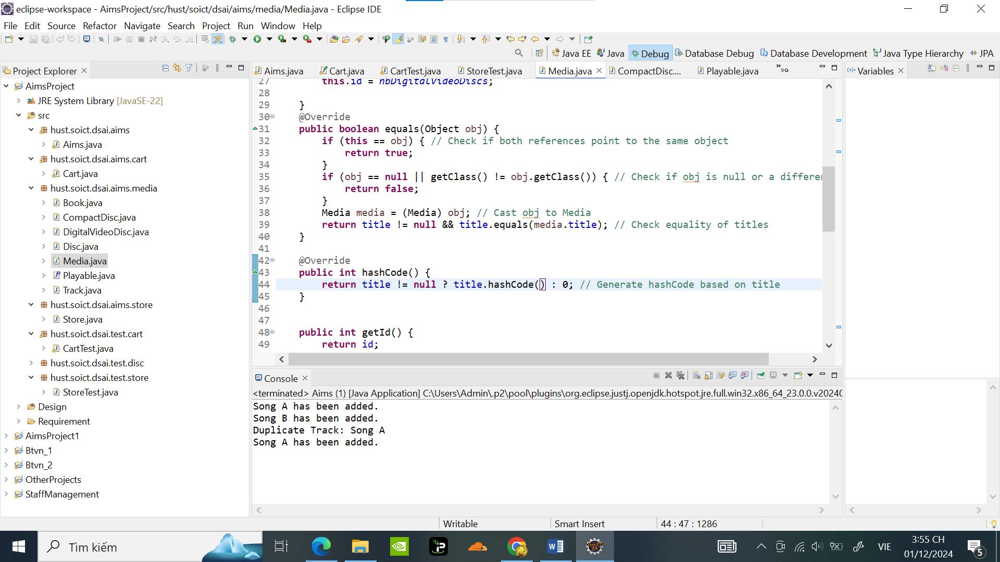 eclipse-workspace - AimsProject/src/hust/soict/dsai/aims/media/Media.java - Eclipse IDE
File Edit Source Refactor Navigate Search Project Run Window Help
Java EE Java Debug Database Debug Database Development Java Type Hierarchy JPA
Project Explorer
AimsProject
JRE System Library [JavaSE-22]
src
hust.soict.dsai.aims
Aims.java
hust.soict.dsai.aims.cart
Cart.java
hust.soict.dsai.aims.media
Book.java
CompactDisc.java
DigitalVideoDisc.java
Disc.java
Media.java
Playable.java
Track.java
hust.soict.dsai.aims.store
Store.java
hust.soict.dsai.test.cart
CartTest.java
hust.soict.dsai.test.disc
hust.soict.dsai.test.store
StoreTest.java
Design
Requirement
AimsProject1
Btvn_1
Btvn_2
OtherProjects
StaffManagement
Aims.java Cart.java CartTest.java StoreTest.java Media.java CompactDisc.... Playable.java
27 this.id = nbDigitalVideoDiscs;
28
29 }
30 @Override
31 public boolean equals(Object obj) {
32 if (this == obj) { // Check if both references point to the same object
33 return true;
34 }
35 if (obj == null || getClass() != obj.getClass()) { // Check if obj is null or a differen
36 return false;
37 }
38 Media media = (Media) obj; // Cast obj to Media
39 return title != null && title.equals(media.title); // Check equality of titles
40 }
41
42 @Override
43 public int hashCode() {
44 return title != null ? title.hashCode() : 0; // Generate hashCode based on title
45 }
46
47
48 public int getId() {
49 return id;
Variables
Console
<terminated> Aims (1) [Java Application] C:\Users\Admin\.p2\pool\plugins\org.eclipse.justj.openjdk.hotspot.jre.full.win32.x86_64_23.0.0.v20240
Song A has been added.
Song B has been added.
Duplicate Track: Song A
Song A has been added.
Writable Smart Insert 44 : 47 : 1286
Tìm kiếm
VIE
3:55 CH
01/12/2024
5